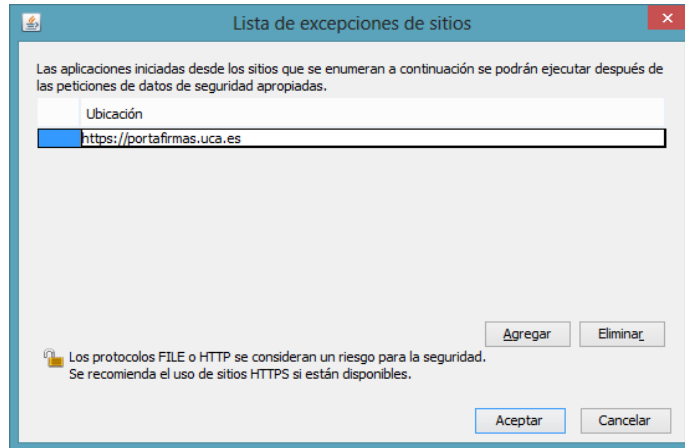 Lista de excepciones de sitios
Las aplicaciones iniciadas desde los sitios que se enumeran a continuación se podrán ejecutar después de
las peticiones de datos de seguridad apropiadas.
Ubicación
https://portafirmas.uca.es
Agregar Eliminar
Los protocolos FILE o HTTP se consideran un riesgo para la seguridad.
Se recomienda el uso de sitios HTTPS si están disponibles.
Aceptar Cancelar